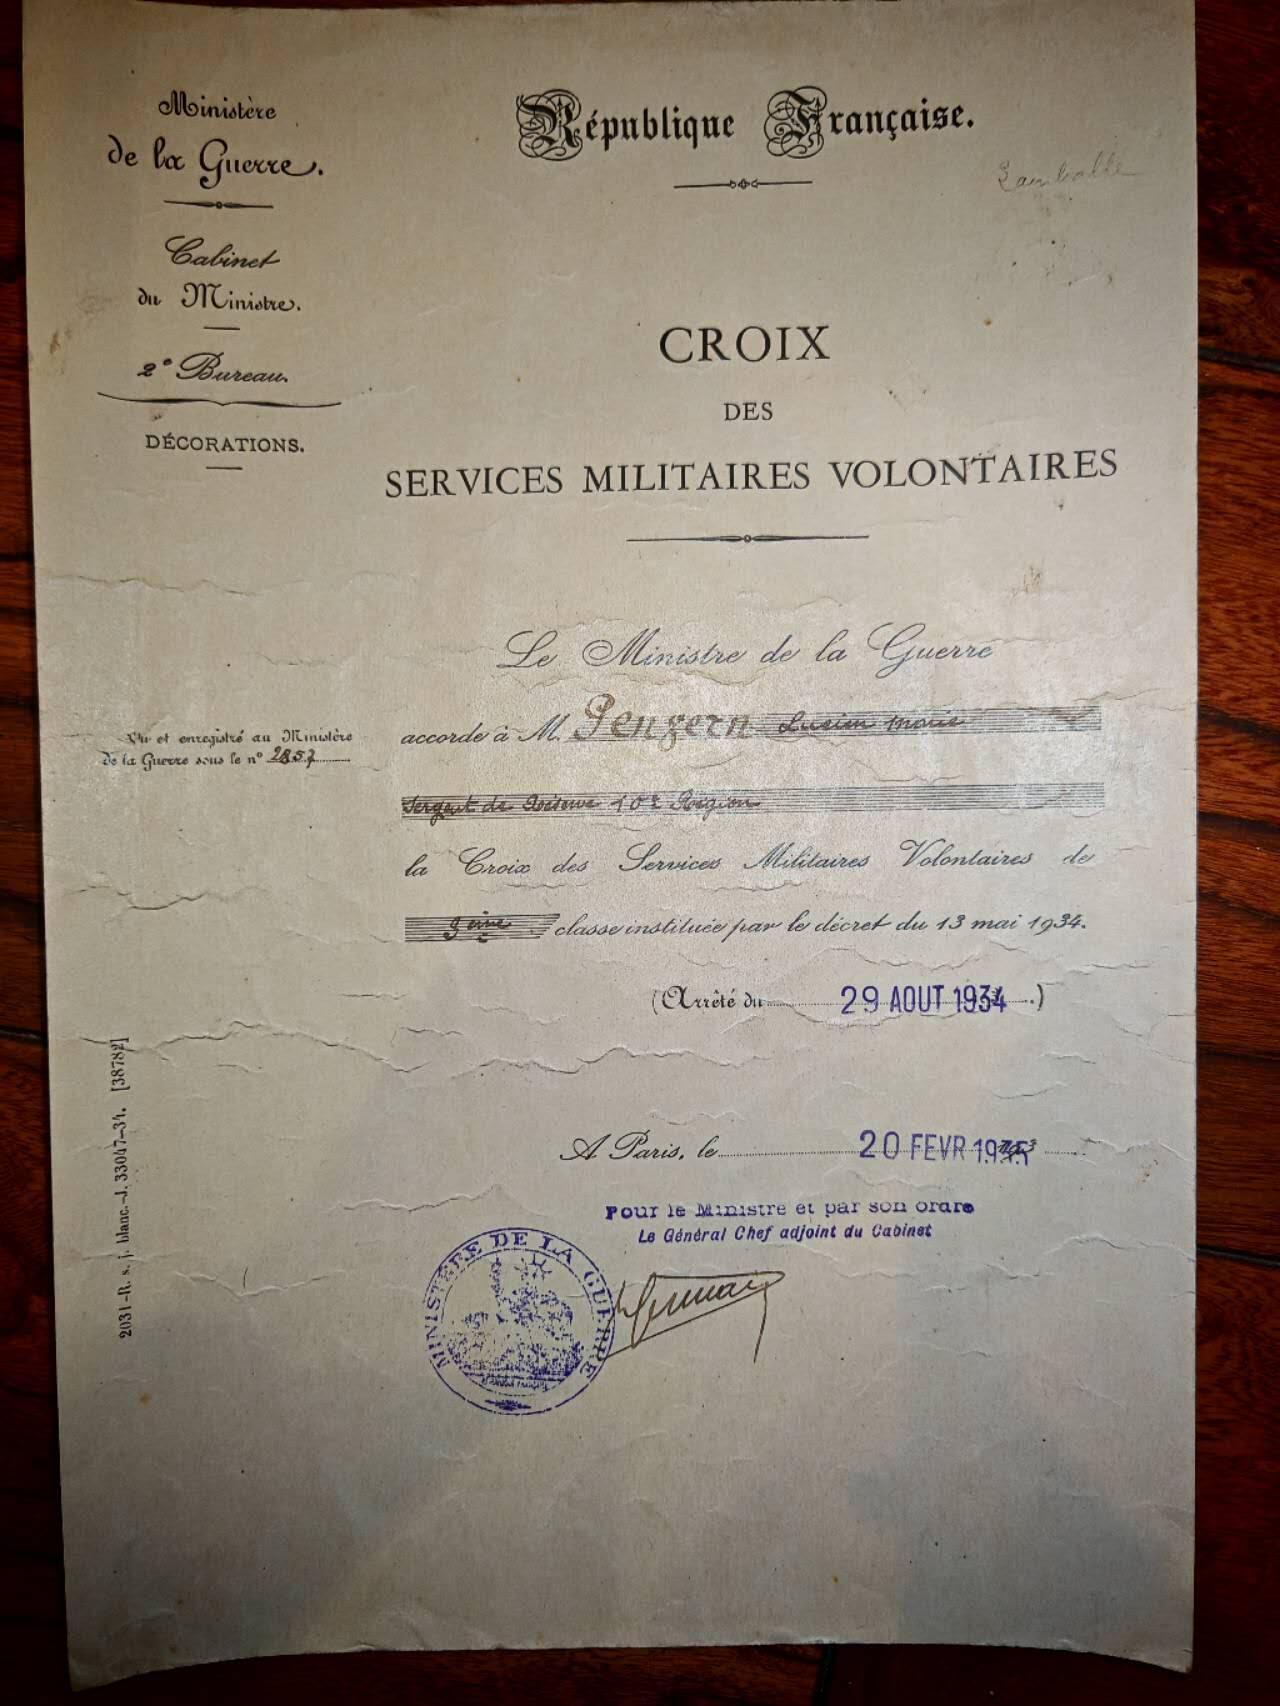 Ministère
de la Guerre.
Cabinet
du Ministre.
2e Bureau.
DÉCORATIONS.
République Française.
CROIX
DES
SERVICES MILITAIRES VOLONTAIRES
Le Ministre de la Guerre
Vu et enregistré au Ministère
de la Guerre sous le n° 2857
accorde à M. Pengern Lucien Marie
Sergent de Réserve 10e Région
la Croix des Services Militaires Volontaires de
classe instituée par le décret du 13 mai 1934.
(Arrêté du 29 AOUT 1934.)
A Paris, le 20 FEVR
Pour le Ministre et par son ordre
Le Général Chef adjoint du Cabinet
MINISTÈRE DE LA GUERRE
2031-R. s. j. blanc.-J. 33047-34. [38782]